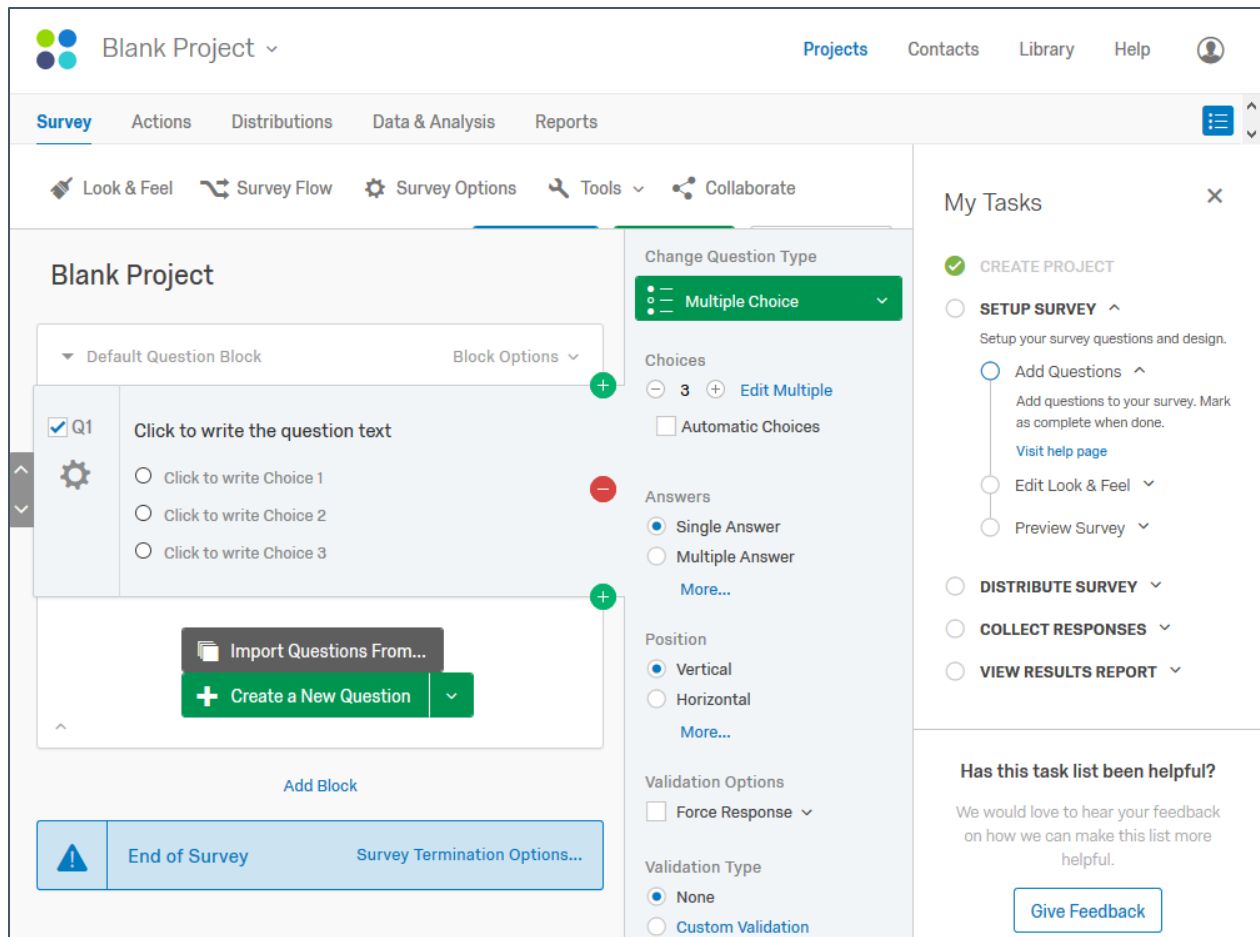 Blank Project
Projects
Contacts
Library
Help
Survey
Actions
Distributions
Data & Analysis
Reports
Look & Feel
Survey Flow
Survey Options
Tools
Collaborate
Blank Project
Default Question Block
Block Options
Q1
Click to write the question text
Click to write Choice 1
Click to write Choice 2
Click to write Choice 3
Import Questions From...
Create a New Question
Add Block
End of Survey
Survey Termination Options...
Change Question Type
Multiple Choice
Choices
3
Edit Multiple
Automatic Choices
Answers
Single Answer
Multiple Answer
More...
Position
Vertical
Horizontal
More...
Validation Options
Force Response
Validation Type
None
Custom Validation
My Tasks
CREATE PROJECT
SETUP SURVEY
Setup your survey questions and design.
Add Questions
Add questions to your survey. Mark
as complete when done.
Visit help page
Edit Look & Feel
Preview Survey
DISTRIBUTE SURVEY
COLLECT RESPONSES
VIEW RESULTS REPORT
Has this task list been helpful?
We would love to hear your feedback
on how we can make this list more
helpful.
Give Feedback